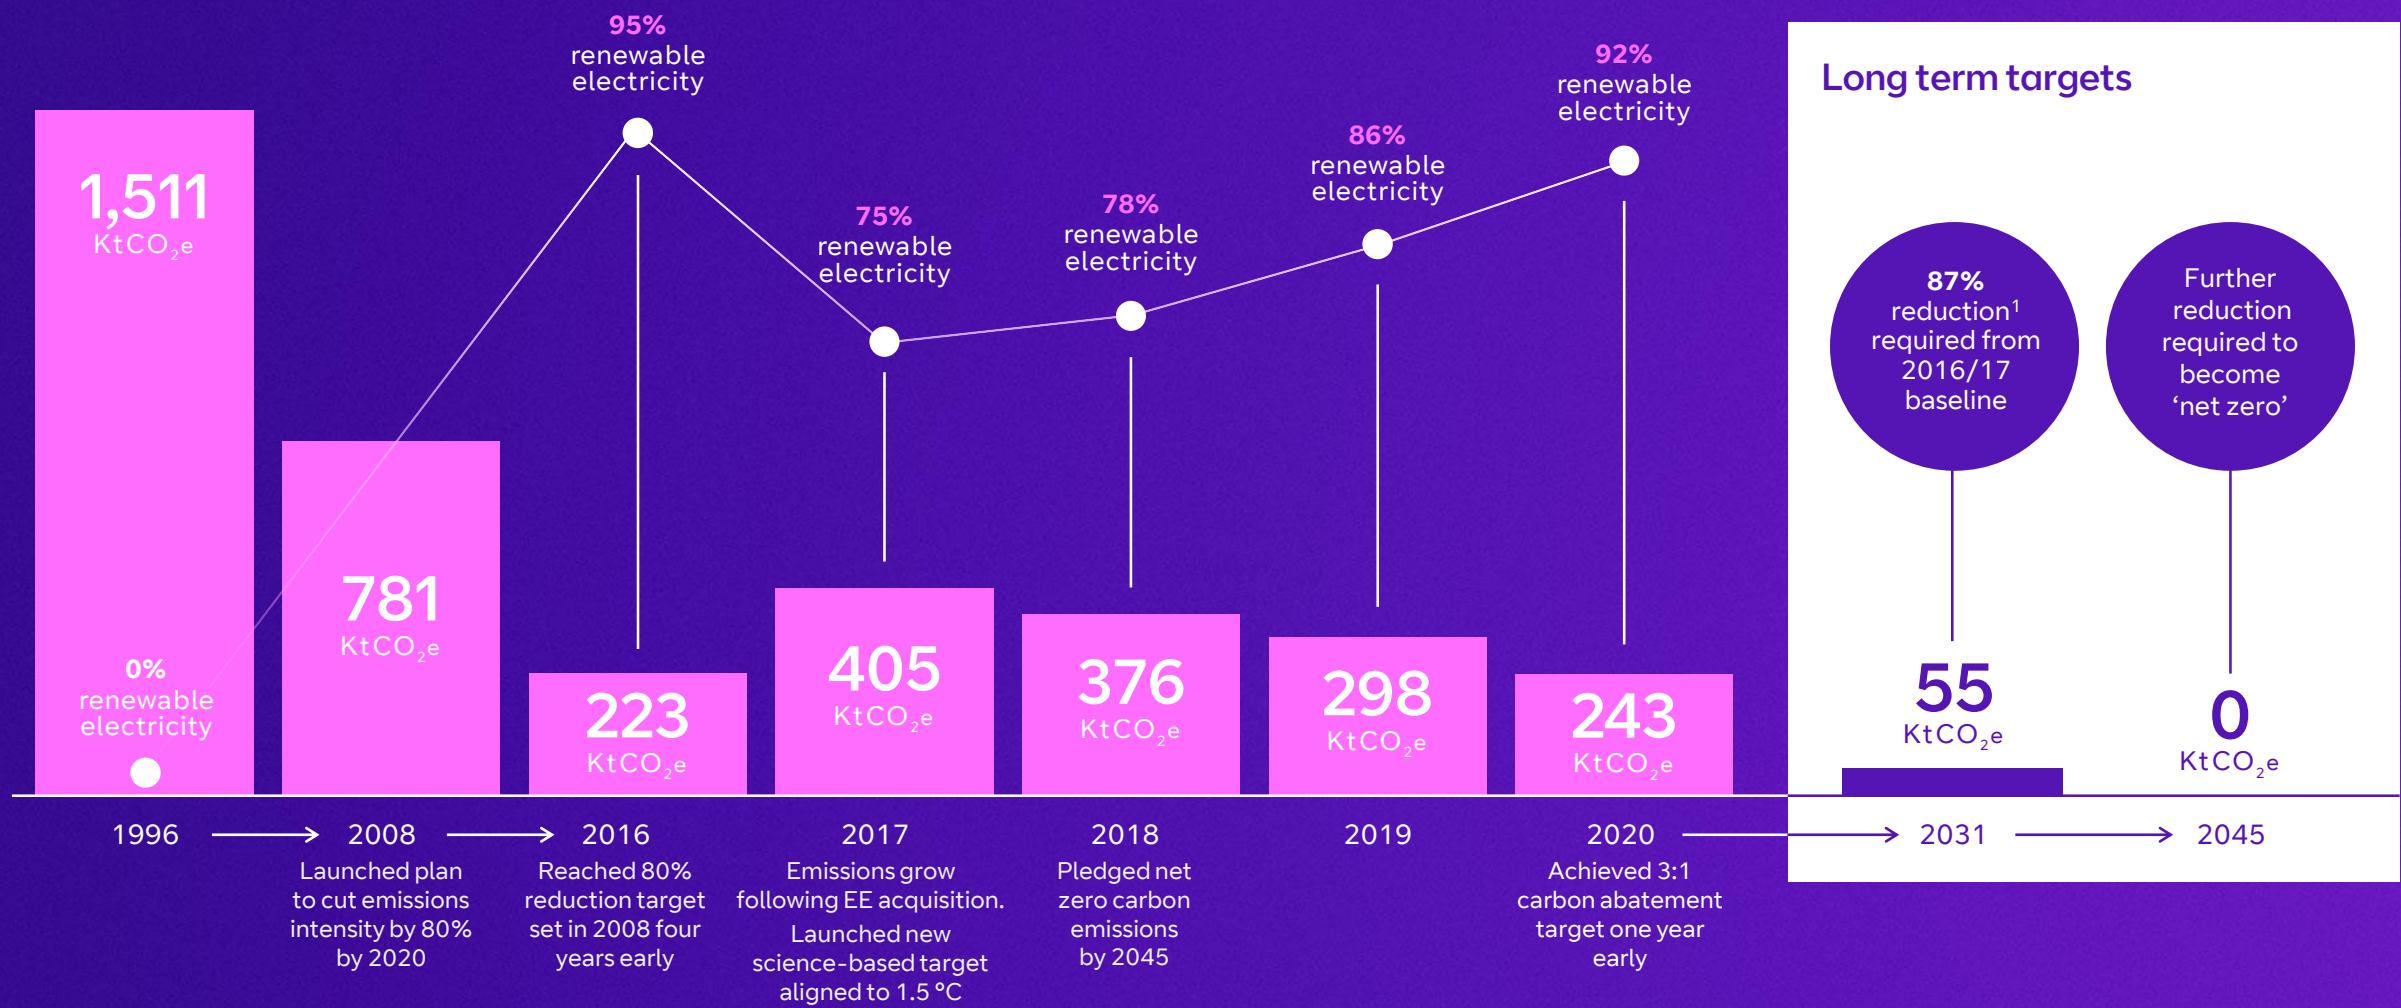 95%
renewable
electricity
92%
renewable
electricity
86%
renewable
electricity
78%
renewable
electricity
75%
renewable
electricity
1,511
KtCO₂e
0%
renewable
electricity
781
KtCO₂e
223
KtCO₂e
405
KtCO₂e
376
KtCO₂e
298
KtCO₂e
243
KtCO₂e
1996
2008
Launched plan
to cut emissions
intensity by 80%
by 2020
2016
Reached 80%
reduction target
set in 2008 four
years early
2017
Emissions grow
following EE acquisition.
Launched new
science-based target
aligned to 1.5 °C
2018
Pledged net
zero carbon
emissions
by 2045
2019
2020
Achieved 3:1
carbon abatement
target one year
early
Long term targets
87%
reduction¹
required from
2016/17
baseline
55
KtCO₂e
2031
Further
reduction
required to
become
‘net zero’
0
KtCO₂e
2045